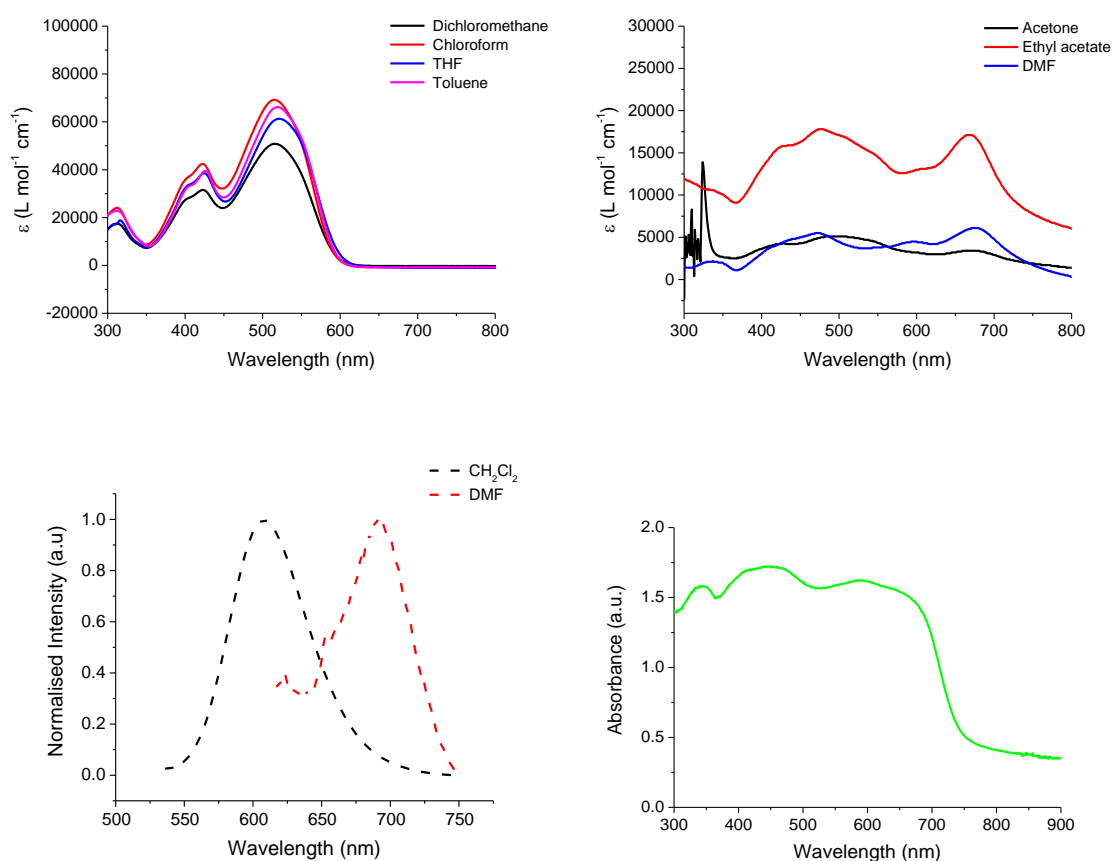 100000
80000
60000
40000
20000
0
-20000
300 400 500 600 700 800
ε (L mol⁻¹ cm⁻¹)
Wavelength (nm)
Dichloromethane
Chloroform
THF
Toluene
30000
25000
20000
15000
10000
5000
0
300 400 500 600 700 800
ε (L mol⁻¹ cm⁻¹)
Wavelength (nm)
Acetone
Ethyl acetate
DMF
1.0
0.8
0.6
0.4
0.2
0.0
500 550 600 650 700 750
Normalised Intensity (a.u)
Wavelength (nm)
CH₂Cl₂
DMF
2.0
1.5
1.0
0.5
0.0
300 400 500 600 700 800 900
Absorbance (a.u.)
Wavelength (nm)